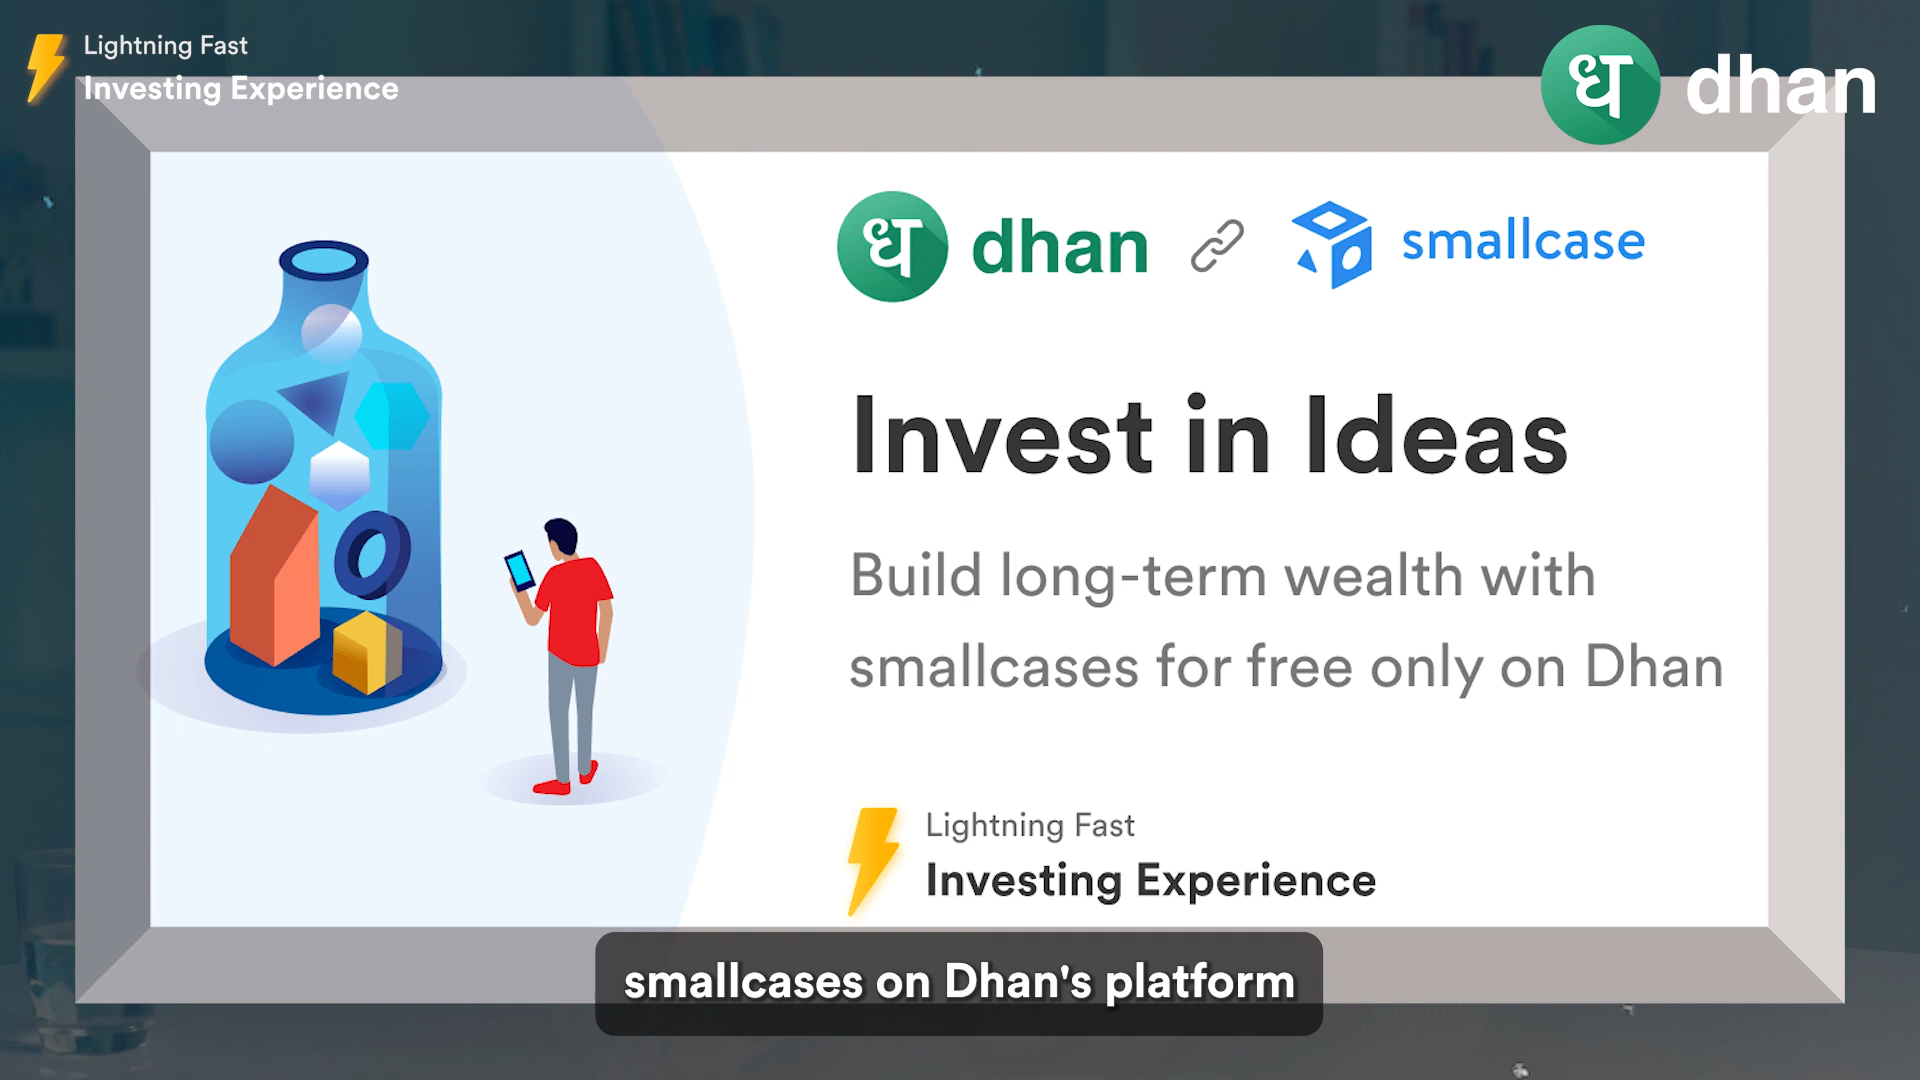 Lightning Fast
Investing Experience
ध dhan
ध dhan smallcase
Invest in Ideas
Build long-term wealth with
smallcases for free only on Dhan
Lightning Fast
Investing Experience
smallcases on Dhan's platform